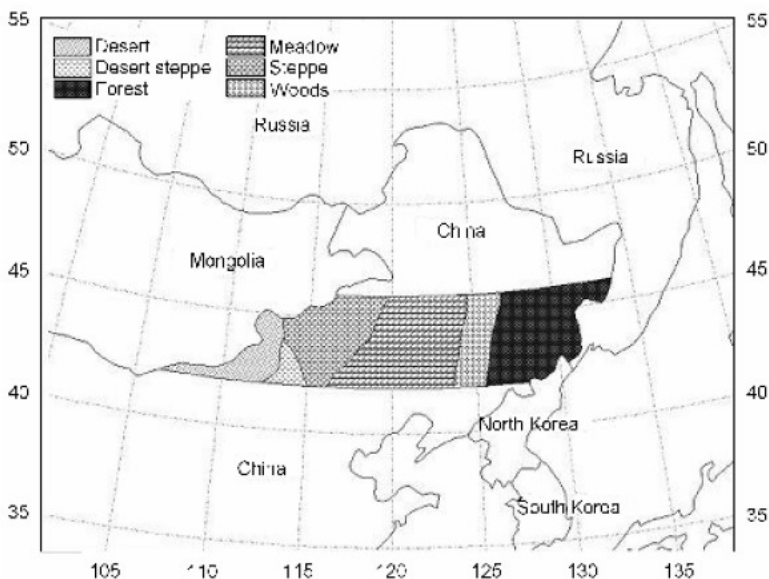 55
55
Desert
Meadow
Desert steppe
Steppe
Forest
Woods
Russia
50
Russia
50
China
Mongolia
45
45
40
40
North Korea
China
South Korea
35
35
105
110
115
120
125
130
135